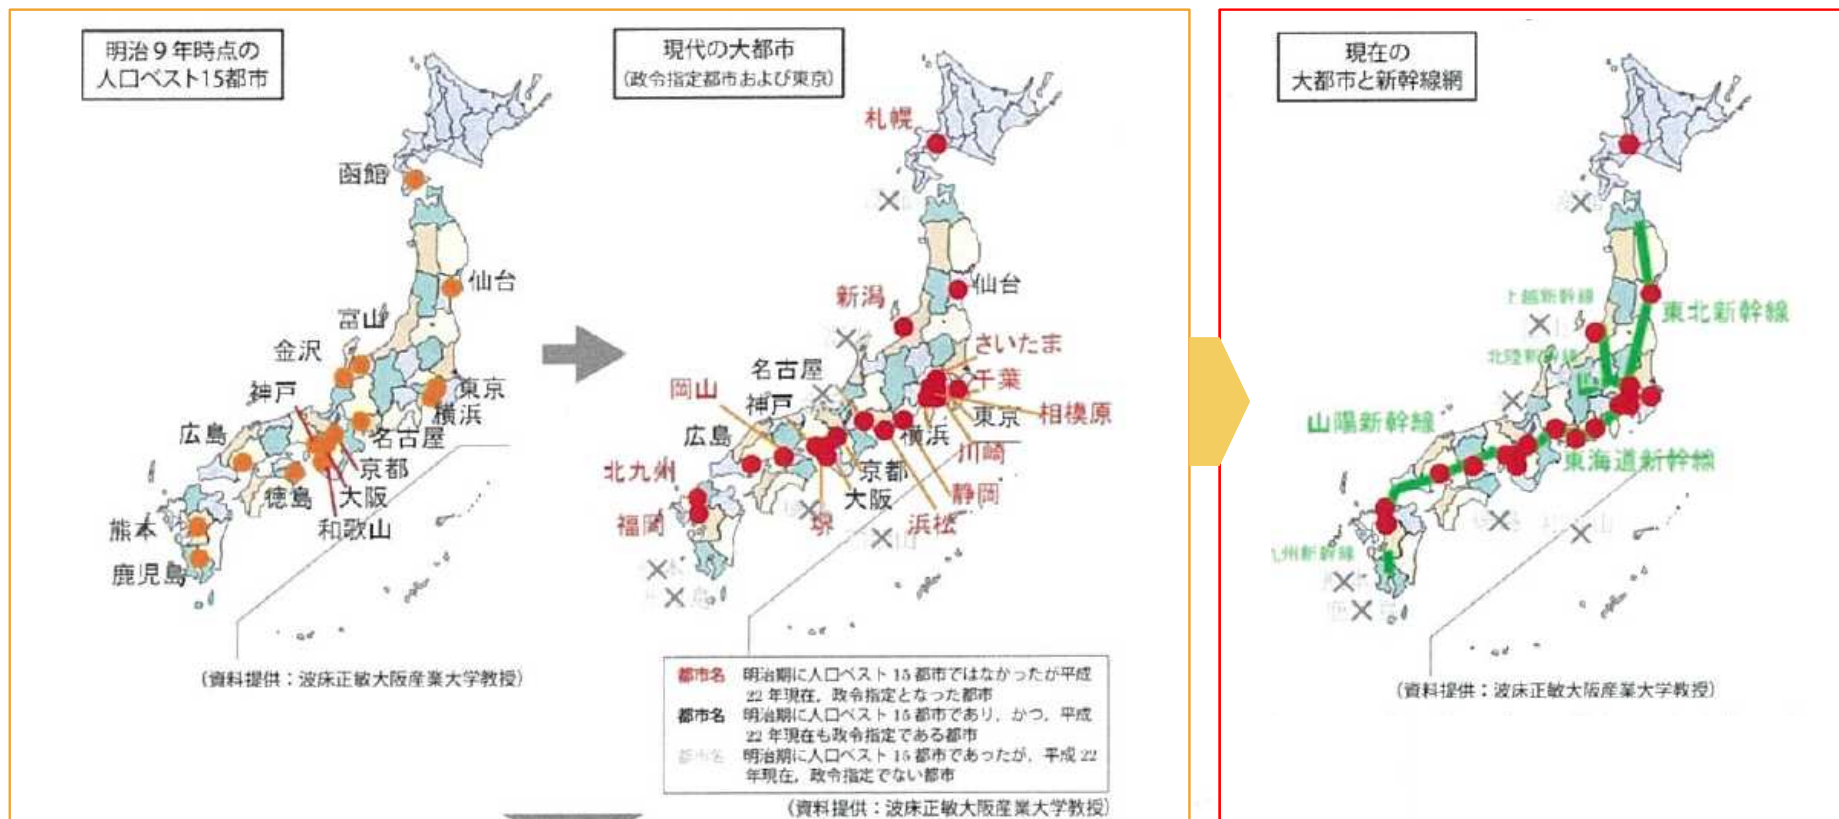 明治9年時点の
人口ベスト15都市
函館
仙台
富山
金沢
神戸
東京
横浜
広島
名古屋
京都
徳島
大阪
熊本
和歌山
鹿児島
(資料提供：波床正敏大阪産業大学教授)
現代の大都市
(政令指定都市および東京)
札幌
仙台
新潟
さいたま
名古屋
千葉
岡山
神戸
東京
相模原
広島
横浜
川崎
北九州
京都
大阪
静岡
福岡
堺
浜松
都市名 明治期に人口ベスト15都市ではなかったが平成
22年現在，政令指定となった都市
都市名 明治期に人口ベスト15都市であり，かつ，平成
22年現在も政令指定である都市
都市名 明治期に人口ベスト15都市であったが，平成22
年現在，政令指定でない都市
(資料提供：波床正敏大阪産業大学教授)
現在の
大都市と新幹線網
上越新幹線
東北新幹線
北陸新幹線
山陽新幹線
東海道新幹線
九州新幹線
(資料提供：波床正敏大阪産業大学教授)